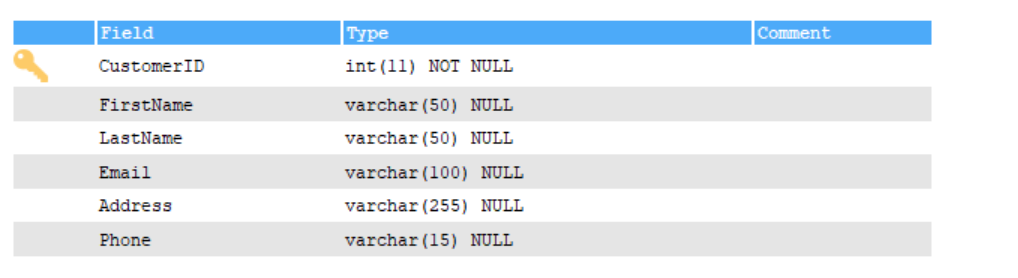 Field Type Comment
CustomerID int(11) NOT NULL
FirstName varchar(50) NULL
LastName varchar(50) NULL
Email varchar(100) NULL
Address varchar(255) NULL
Phone varchar(15) NULL